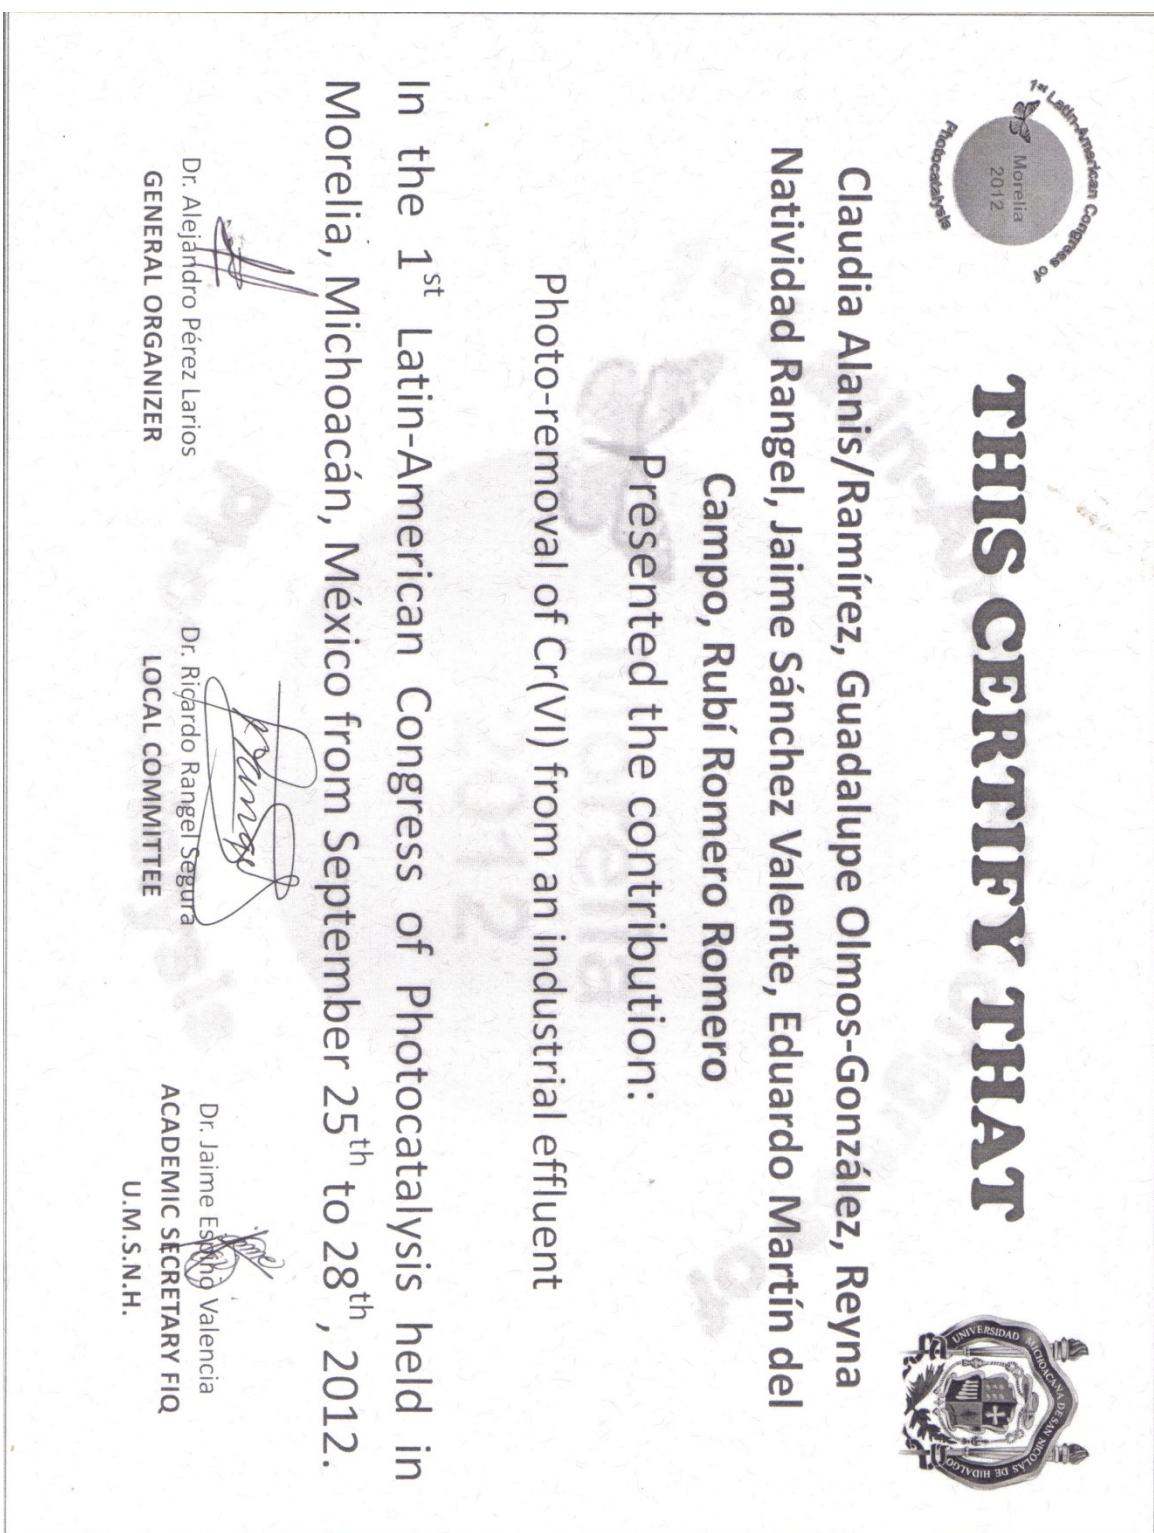 1st Latin-American Congress of
Morelia
2012
Photocatalysis
THIS CERTIFY THAT
UNIVERSIDAD MICHOACANA DE SAN NICOLÁS DE HIDALGO
Claudia Alanis/Ramírez, Guadalupe Olmos-González, Reyna
Natividad Rangel, Jaime Sánchez Valente, Eduardo Martín del
Campo, Rubí Romero Romero
Presented the contribution:
Photo-removal of Cr(VI) from an industrial effluent
In the 1st Latin-American Congress of Photocatalysis held in
Morelia, Michoacán, México from September 25th to 28th, 2012.
Dr. Alejandro Pérez Larios
GENERAL ORGANIZER
Dr. Ricardo Rangel Segura
LOCAL COMMITTEE
Dr. Jaime Espino Valencia
ACADEMIC SECRETARY FIQ
U.M.S.N.H.